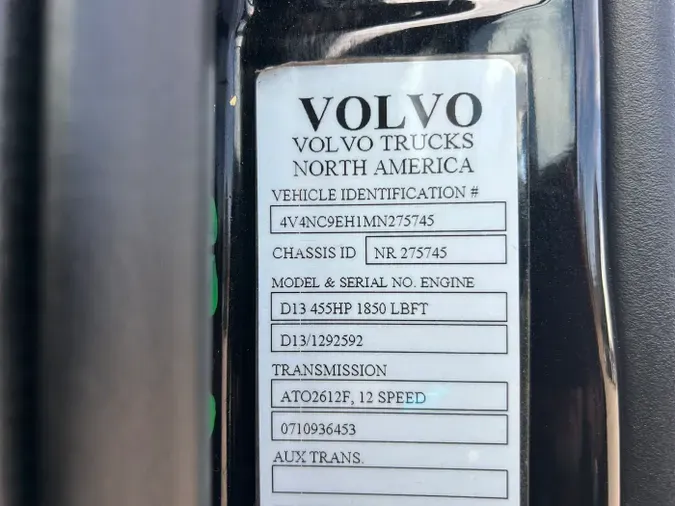 VOLVO
VOLVO TRUCKS
NORTH AMERICA
VEHICLE IDENTIFICATION #
4V4NC9EH1MN275745
CHASSIS ID NR 275745
MODEL & SERIAL NO. ENGINE
D13 455HP 1850 LBFT
D13/1292592
TRANSMISSION
ATO2612F, 12 SPEED
0710936453
AUX TRANS.